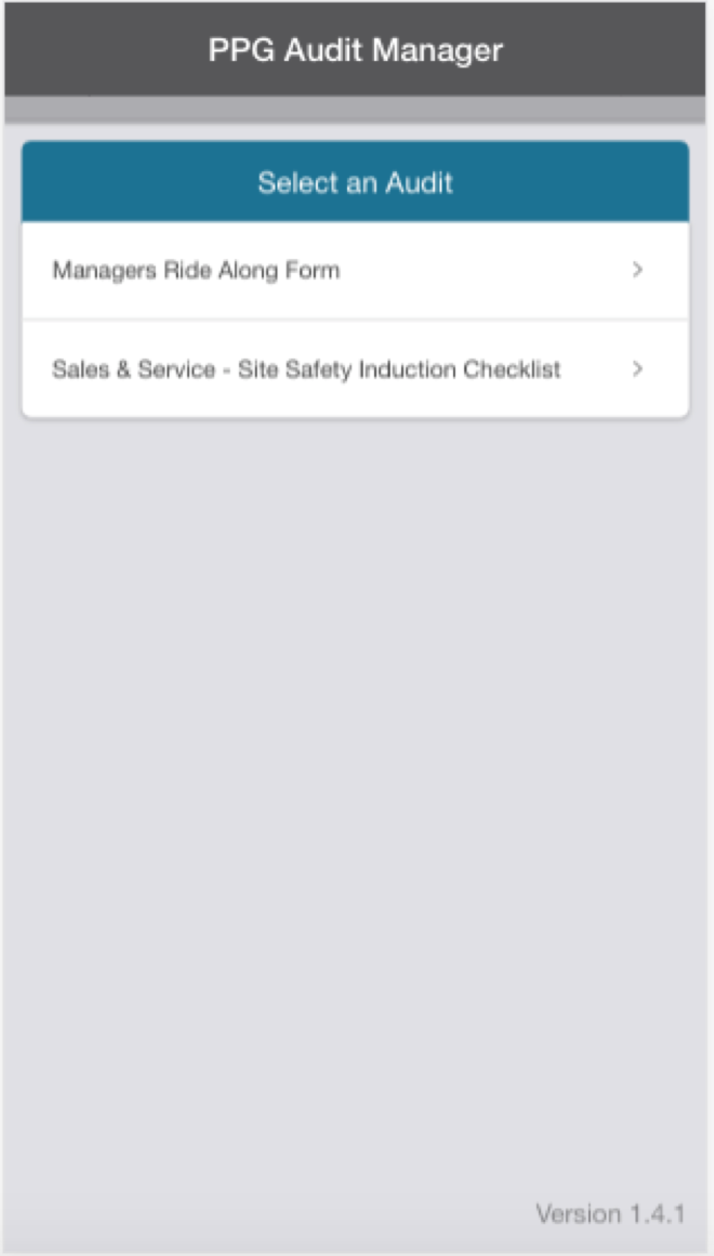 PPG Audit Manager
Select an Audit
Managers Ride Along Form
Sales & Service - Site Safety Induction Checklist
Version 1.4.1